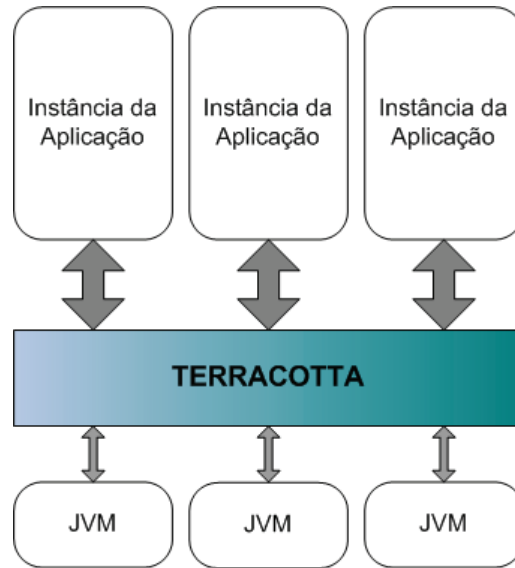 Instância da
Aplicação
Instância da
Aplicação
Instância da
Aplicação
TERRACOTTA
JVM
JVM
JVM